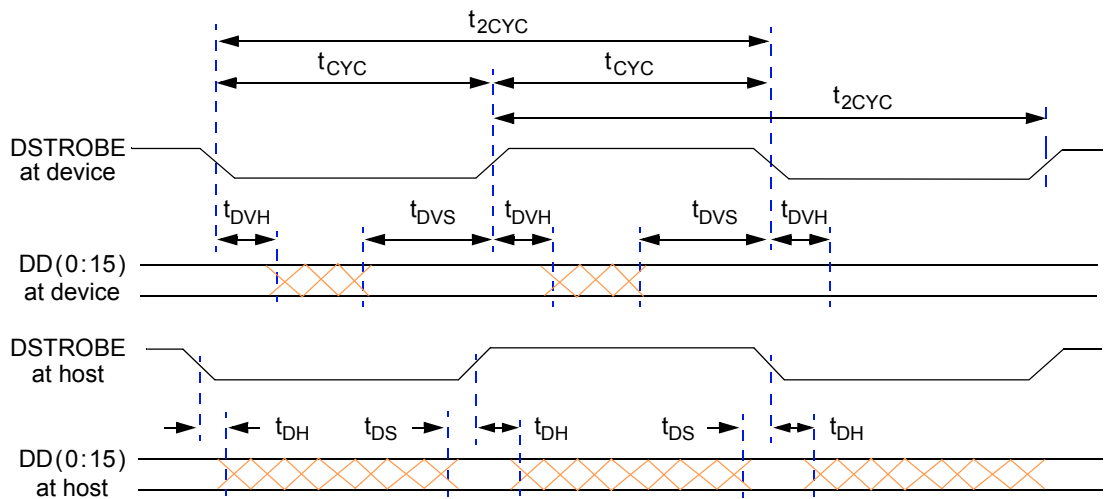 t2CYC
tCYC tCYC
t2CYC
DSTROBE
at device
tDVH tDVS tDVH tDVS tDVH
DD(0:15)
at device
DSTROBE
at host
tDH tDS tDH tDS tDH
DD(0:15)
at host